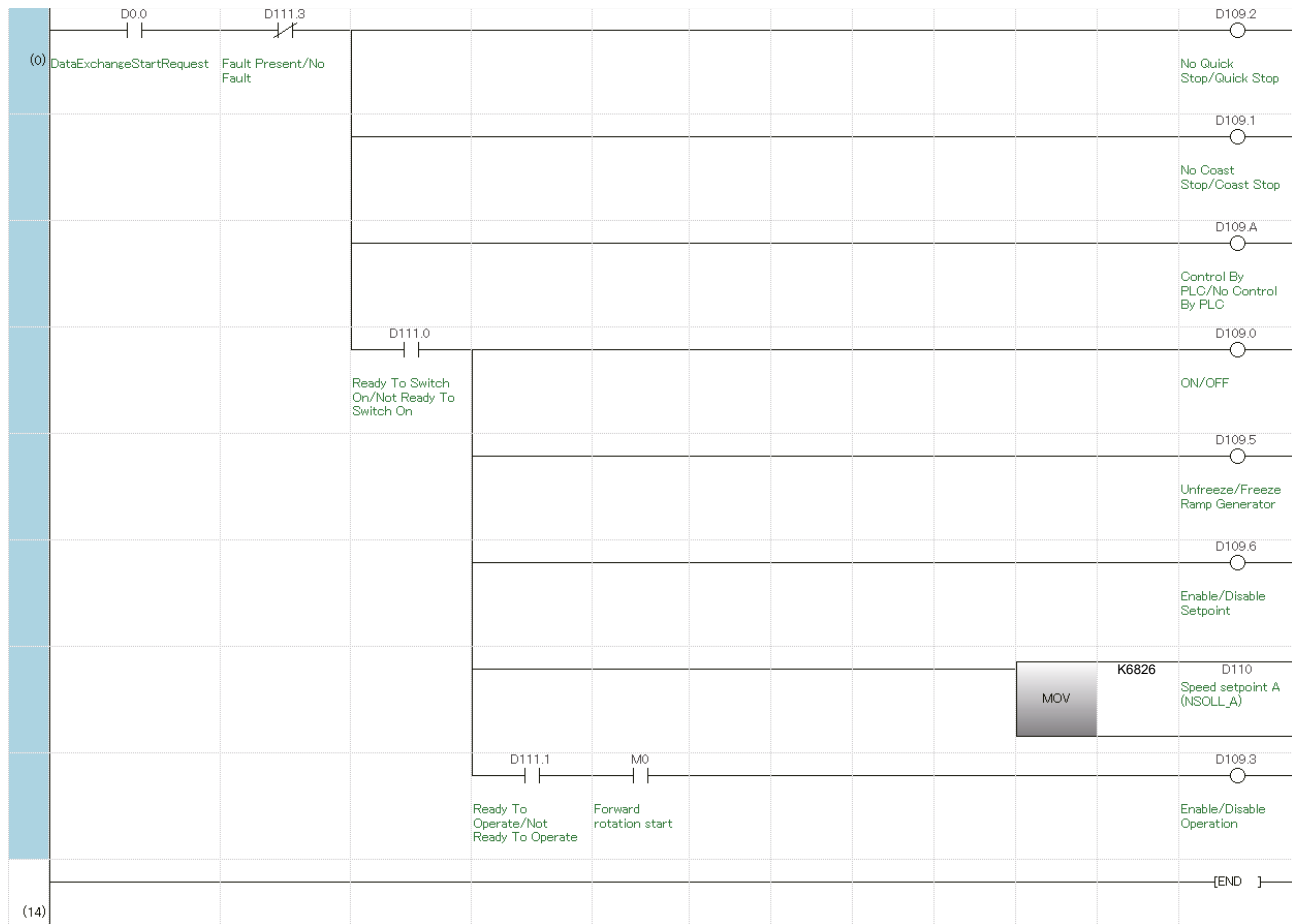 D0.0 D111.3 D109.2
(0) DataExchangeStartRequest Fault Present/No No Quick
Fault Stop/Quick Stop
D109.1
No Coast
Stop/Coast Stop
D109.A
Control By
PLC/No Control
By PLC
D111.0 D109.0
Ready To Switch ON/OFF
On/Not Ready To
Switch On
D109.5
Unfreeze/Freeze
Ramp Generator
D109.6
Enable/Disable
Setpoint
K6826 D110
MOV Speed setpoint A
(NSOLL_A)
D111.1 M0 D109.3
Ready To Forward Enable/Disable
Operate/Not rotation start Operation
Ready To Operate
[END ]
(14)